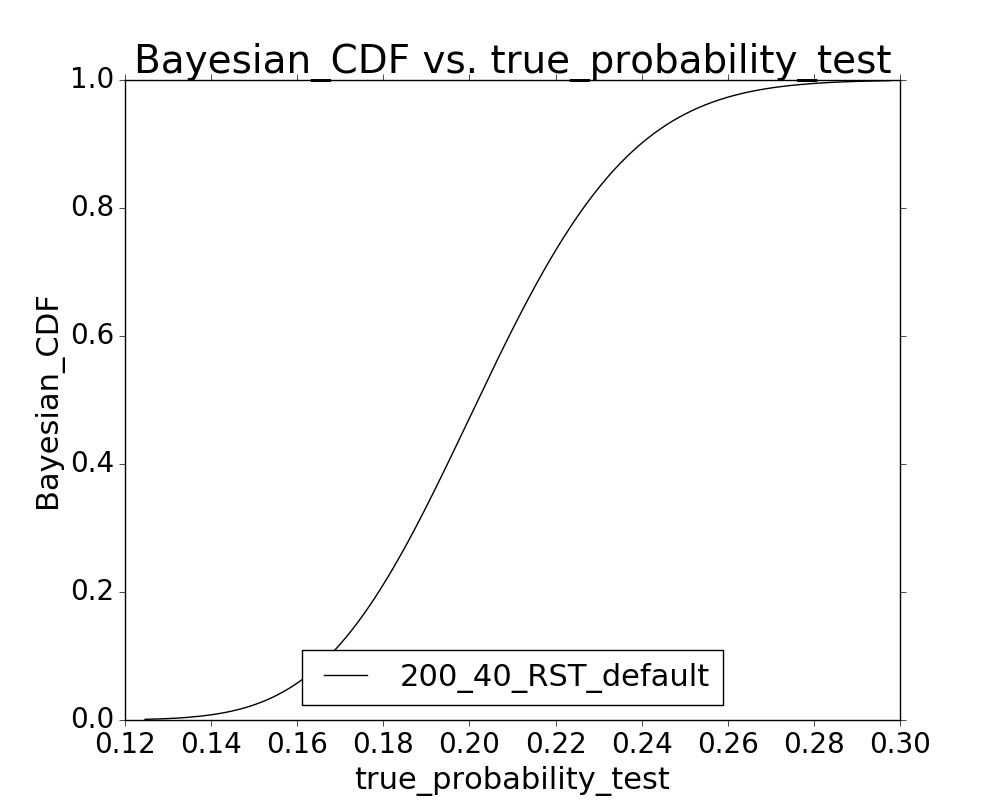 Bayesian_CDF vs. true_probability_test
1.0
0.8
0.6
0.4
0.2
0.0
Bayesian_CDF
200_40_RST_default
0.12 0.14 0.16 0.18 0.20 0.22 0.24 0.26 0.28 0.30
true_probability_test